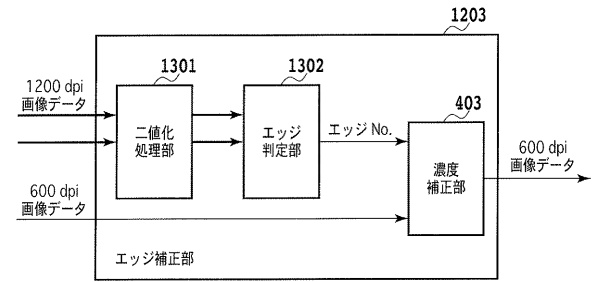 1203
1301
1302
1200 dpi
画像データ
二値化
処理部
エッジ
判定部
エッジ No.
403
濃度
補正部
600 dpi
画像データ
600 dpi
画像データ
エッジ補正部